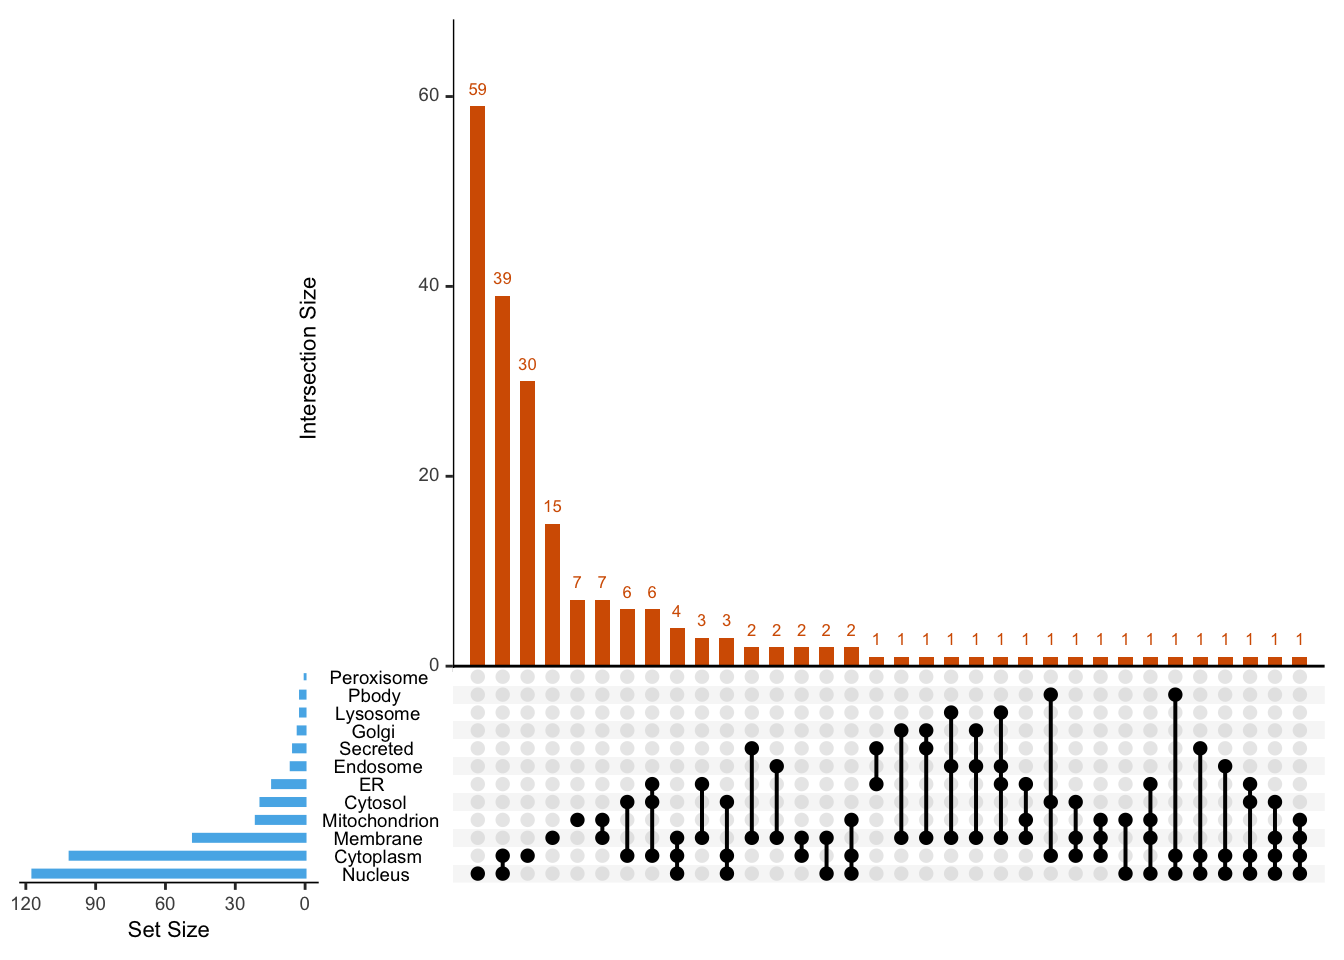 60
40
20
0
Intersection Size
59
39
30
15
7 7 6 6 4 3 3 2 2 2 2 2 1 1 1 1 1 1 1 1 1 1 1 1 1 1 1 1 1 1
Peroxisome
Pbody
Lysosome
Golgi
Secreted
Endosome
ER
Cytosol
Mitochondrion
Membrane
Cytoplasm
Nucleus
120 90 60 30 0
Set Size